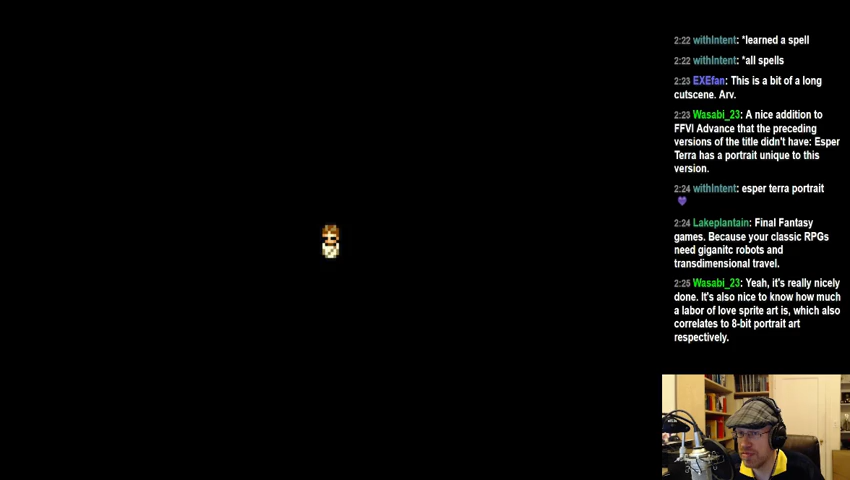 2:22 withIntent: *learned a spell
2:22 withIntent: *all spells
2:23 EXEfan: This is a bit of a long
cutscene. Arv.
2:23 Wasabi_23: A nice addition to
FFVI Advance that the preceding
versions of the title didn't have: Esper
Terra has a portrait unique to this
version.
2:24 withIntent: esper terra portrait
2:24 Lakeplantain: Final Fantasy
games. Because your classic RPGs
need giganitc robots and
transdimensional travel.
2:25 Wasabi_23: Yeah, it's really nicely
done. It's also nice to know how much
a labor of love sprite art is, which also
correlates to 8-bit portrait art
respectively.